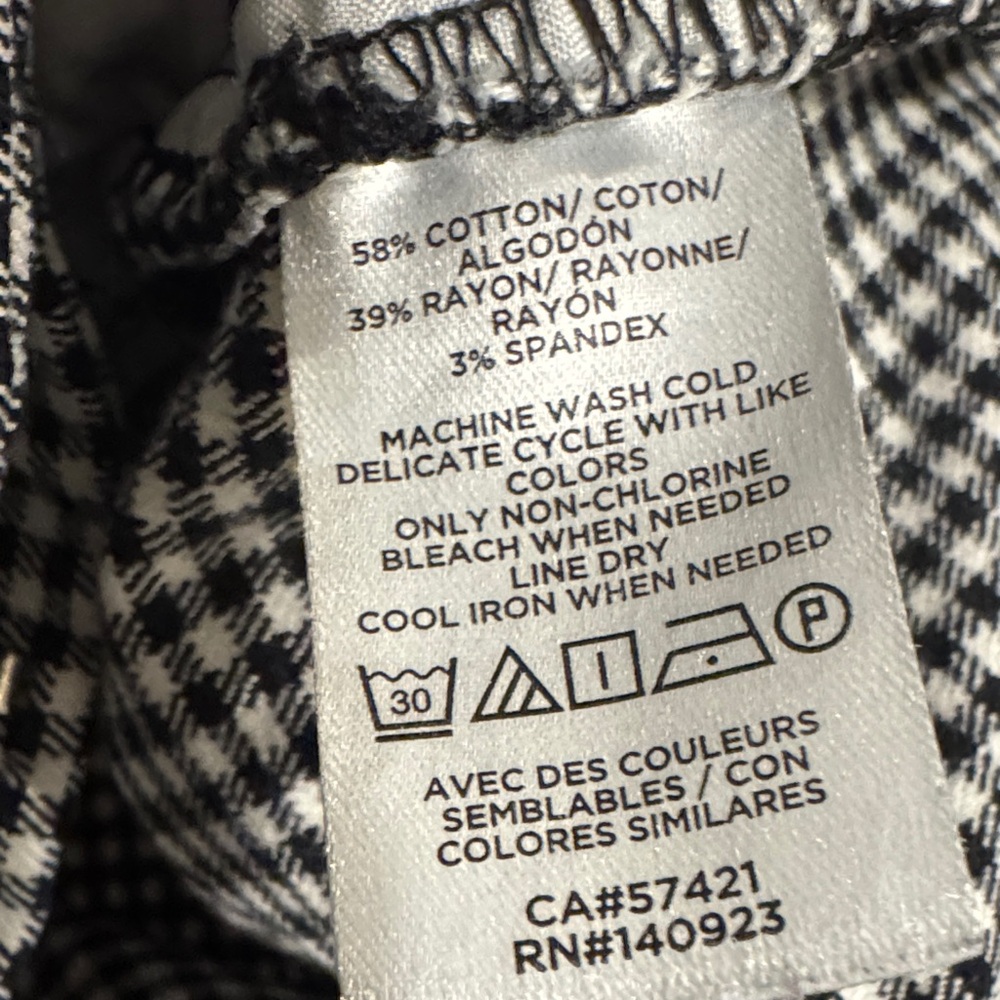 58% COTTON/ COTON/
ALGODÓN
39% RAYON/ RAYONNE/
RAYÓN
3% SPANDEX
MACHINE WASH COLD
DELICATE CYCLE WITH LIKE
COLORS
ONLY NON-CHLORINE
BLEACH WHEN NEEDED
LINE DRY
COOL IRON WHEN NEEDED
30 P
AVEC DES COULEURS
SEMBLABLES / CON
COLORES SIMILARES
CA#57421
RN#140923